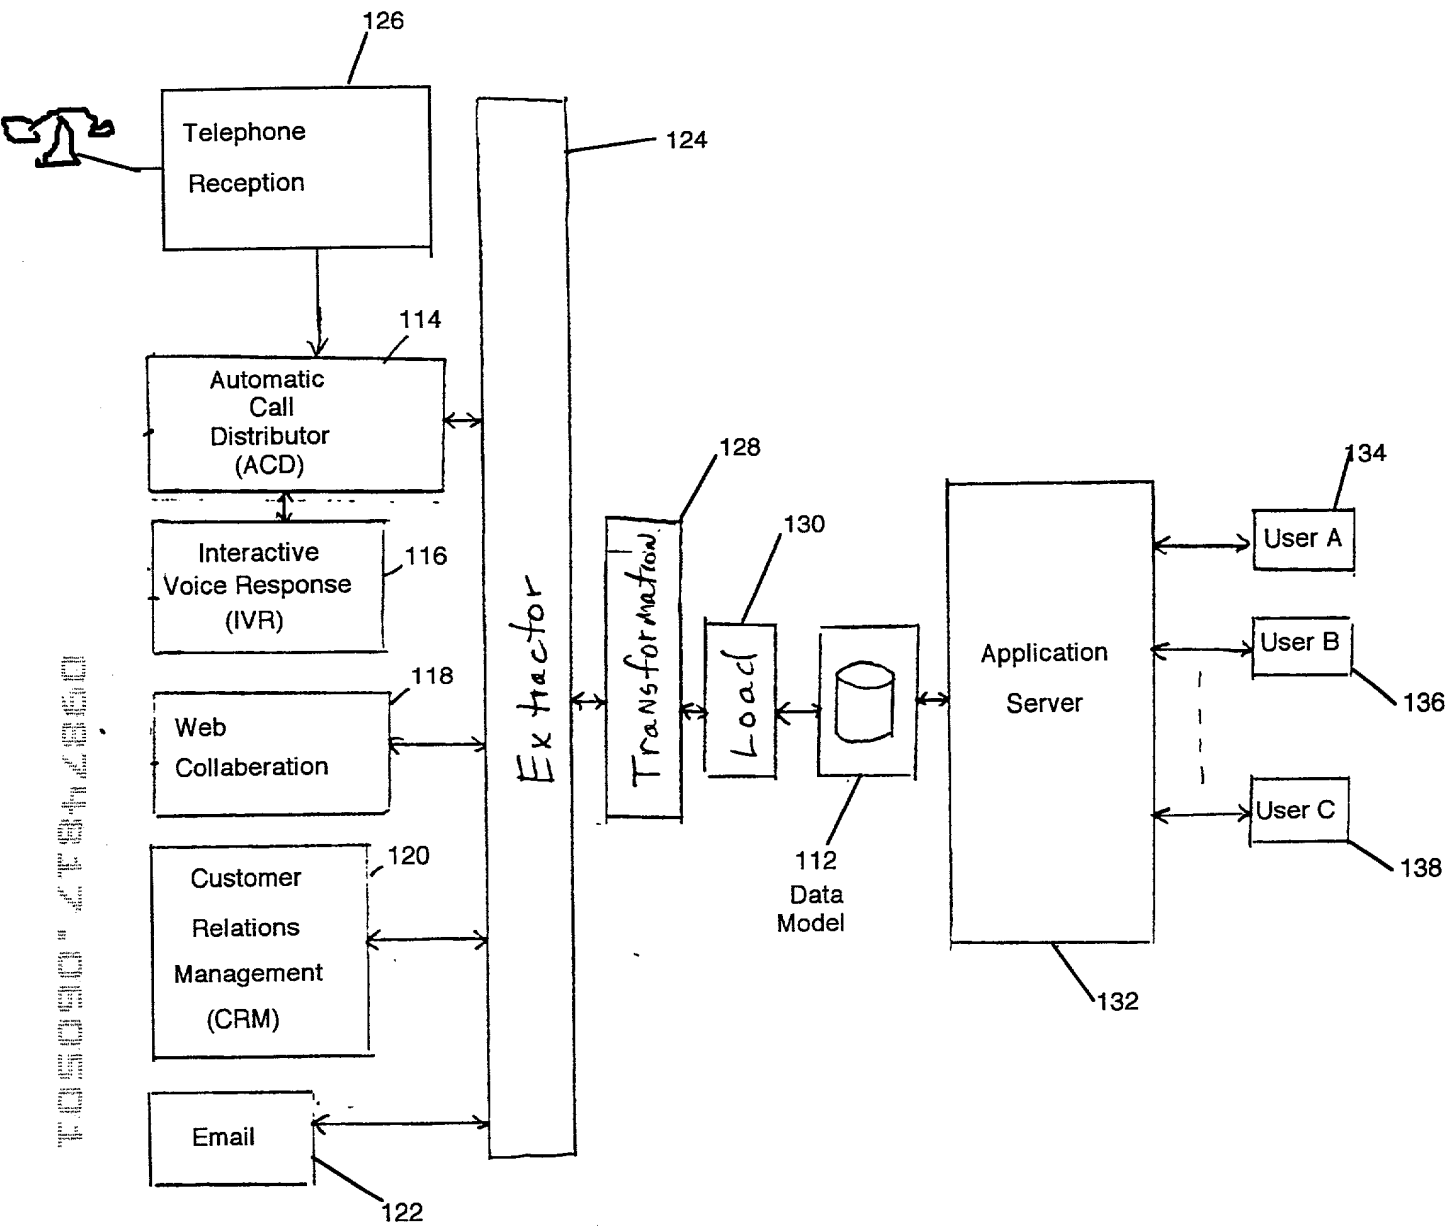 126
Telephone
Reception
124
114
Automatic
Call
Distributor
(ACD)
116
Interactive
Voice Response
(IVR)
118
Web
Collaberation
120
Customer
Relations
Management
(CRM)
Email
122
Extractor
128
Transformation
130
Load
112
Data
Model
Application
Server
132
134
User A
User B
136
User C
138
09874817.060501